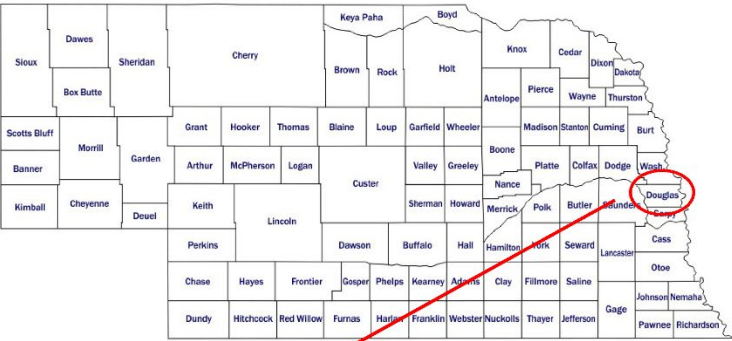 Keya Paha Boyd
Sioux Dawes Sheridan Cherry Brown Rock Holt Knox Cedar Dixon Dakota
Box Butte Antelope Pierce Wayne Thurston
Scotts Bluff Morrill Garden Grant Hooker Thomas Blaine Loup Garfield Wheeler Boone Madison Stanton Cuming Burt
Banner Arthur McPherson Logan Custer Valley Greeley Platte Colfax Dodge Wash
Kimball Cheyenne Deuel Keith Lincoln Sherman Howard Nance Merrick Polk Butler Saunders Douglas
Sarpy
Perkins Dawson Buffalo Hall Hamilton York Seward Lancaster Cass
Otoe
Chase Hayes Frontier Gosper Phelps Kearney Adams Clay Fillmore Saline Gage Johnson Nemaha
Dundy Hitchcock Red Willow Furnas Harlan Franklin Webster Nuckolls Thayer Jefferson Pawnee Richardson